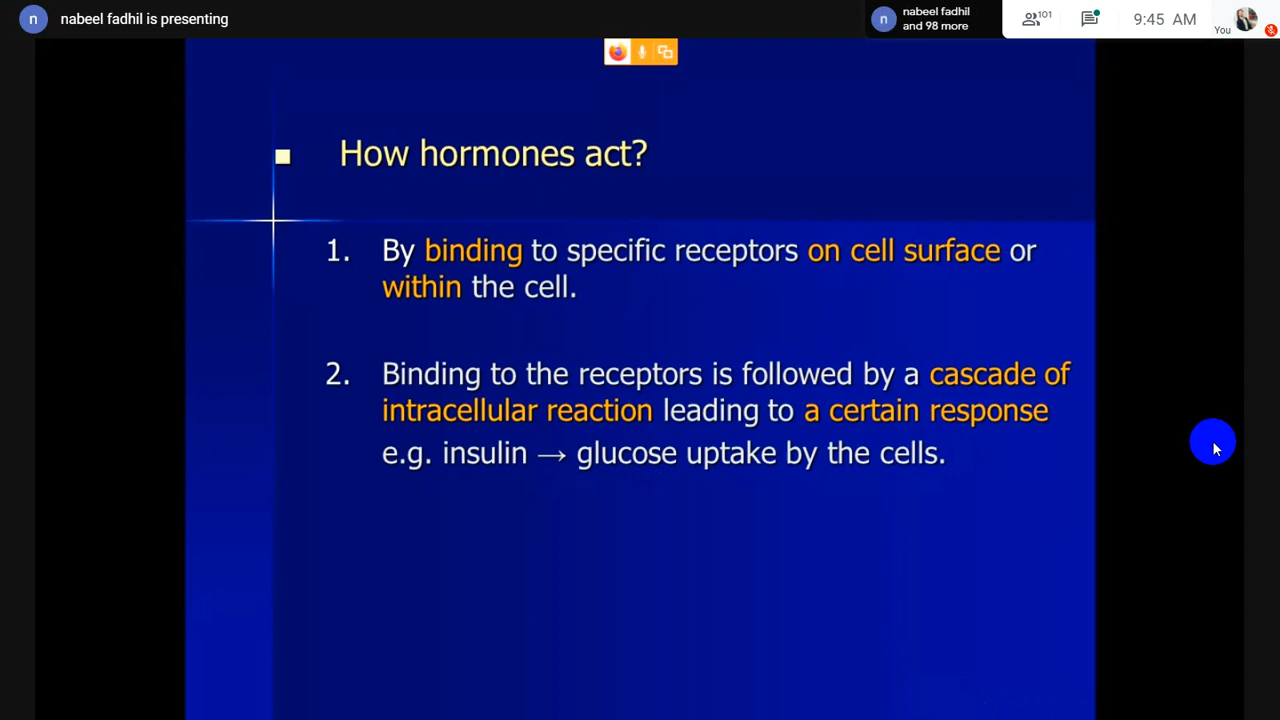 n nabeel fadhil is presenting
n nabeel fadhil and 98 more
101
9:45 AM
You
How hormones act?
1. By binding to specific receptors on cell surface or
within the cell.
2. Binding to the receptors is followed by a cascade of
intracellular reaction leading to a certain response
e.g. insulin → glucose uptake by the cells.